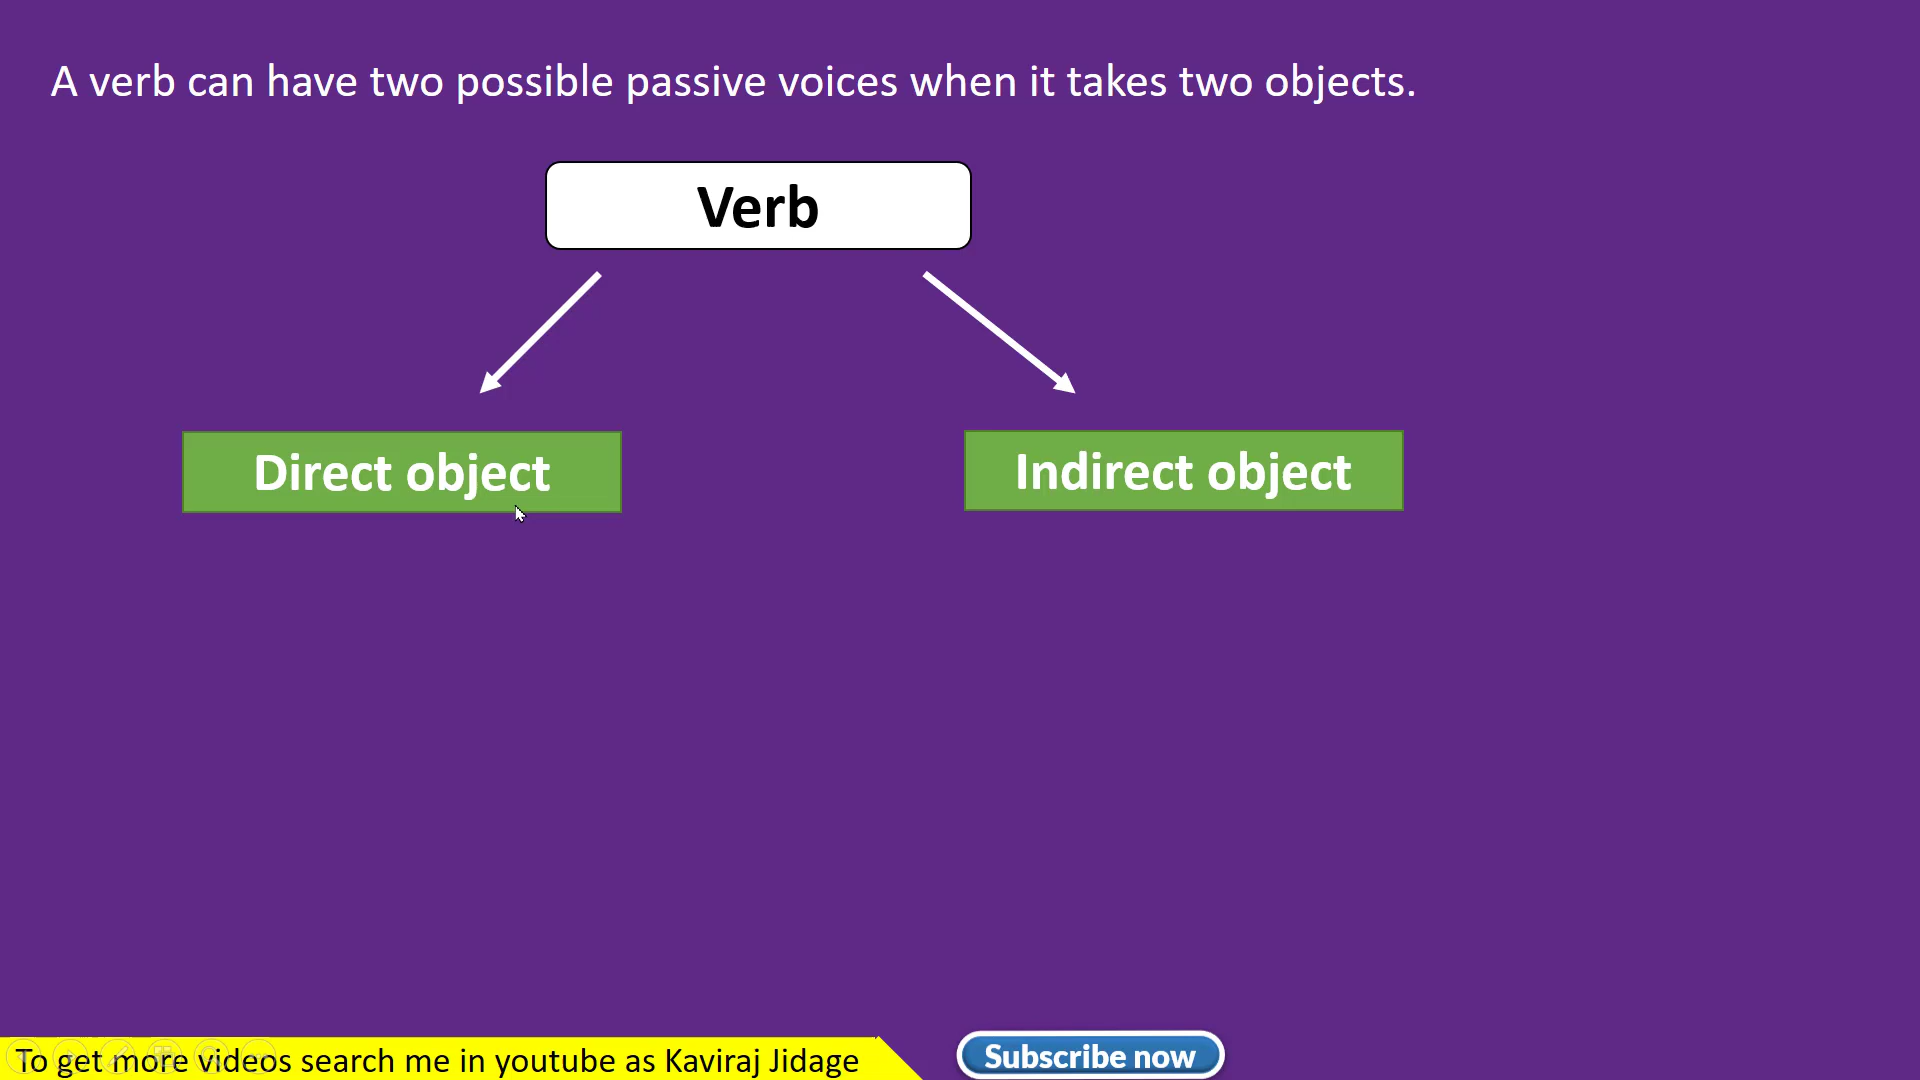 A verb can have two possible passive voices when it takes two objects.
Verb
Direct object
Indirect object
To get more videos search me in youtube as Kaviraj Jidage
Subscribe now